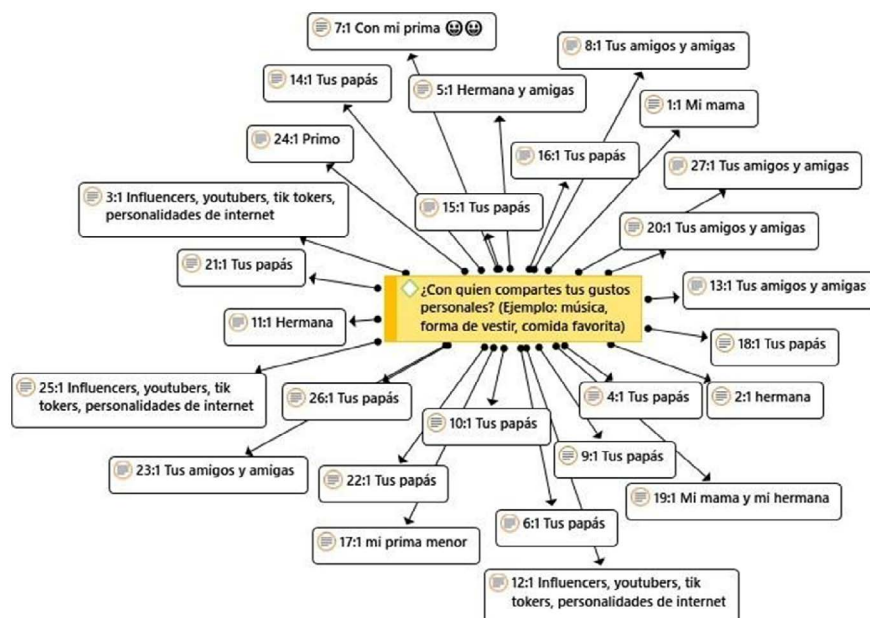 7:1 Con mi prima 😀😀
8:1 Tus amigos y amigas
14:1 Tus papás
5:1 Hermana y amigas
1:1 Mi mama
24:1 Primo
16:1 Tus papás
27:1 Tus amigos y amigas
3:1 Influencers, youtubers, tik tokers,
personalidades de internet
15:1 Tus papás
20:1 Tus amigos y amigas
21:1 Tus papás
¿Con quien compartes tus gustos
personales? (Ejemplo: música,
forma de vestir, comida favorita)
13:1 Tus amigos y amigas
11:1 Hermana
18:1 Tus papás
25:1 Influencers, youtubers, tik
tokers, personalidades de internet
26:1 Tus papás
4:1 Tus papás
2:1 hermana
10:1 Tus papás
23:1 Tus amigos y amigas
22:1 Tus papás
9:1 Tus papás
19:1 Mi mama y mi hermana
17:1 mi prima menor
6:1 Tus papás
12:1 Influencers, youtubers, tik
tokers, personalidades de internet